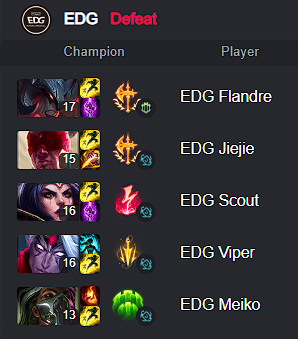 EDG EDG Defeat
Champion Player
17 EDG Flandre
15 EDG Jiejie
16 EDG Scout
16 EDG Viper
13 EDG Meiko